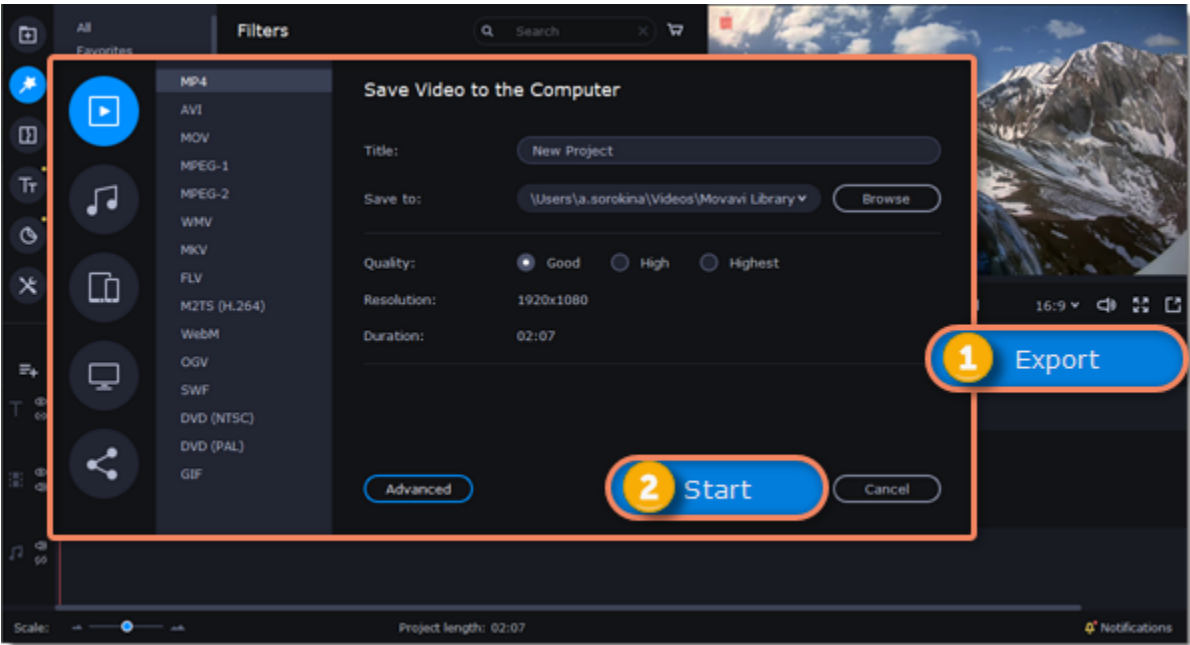 All
Favorites
Filters
Search
MP4
AVI
MOV
MPEG-1
MPEG-2
WMV
MKV
FLV
M2TS (H.264)
WebM
OGV
SWF
DVD (NTSC)
DVD (PAL)
GIF
Save Video to the Computer
Title: New Project
Save to: \Users\a.sorokina\Videos\Movavi Library Browse
Quality: Good High Highest
Resolution: 1920x1080
Duration: 02:07
Advanced 2 Start Cancel
16:9
1 Export
Scale: Project length: 02:07 Notifications